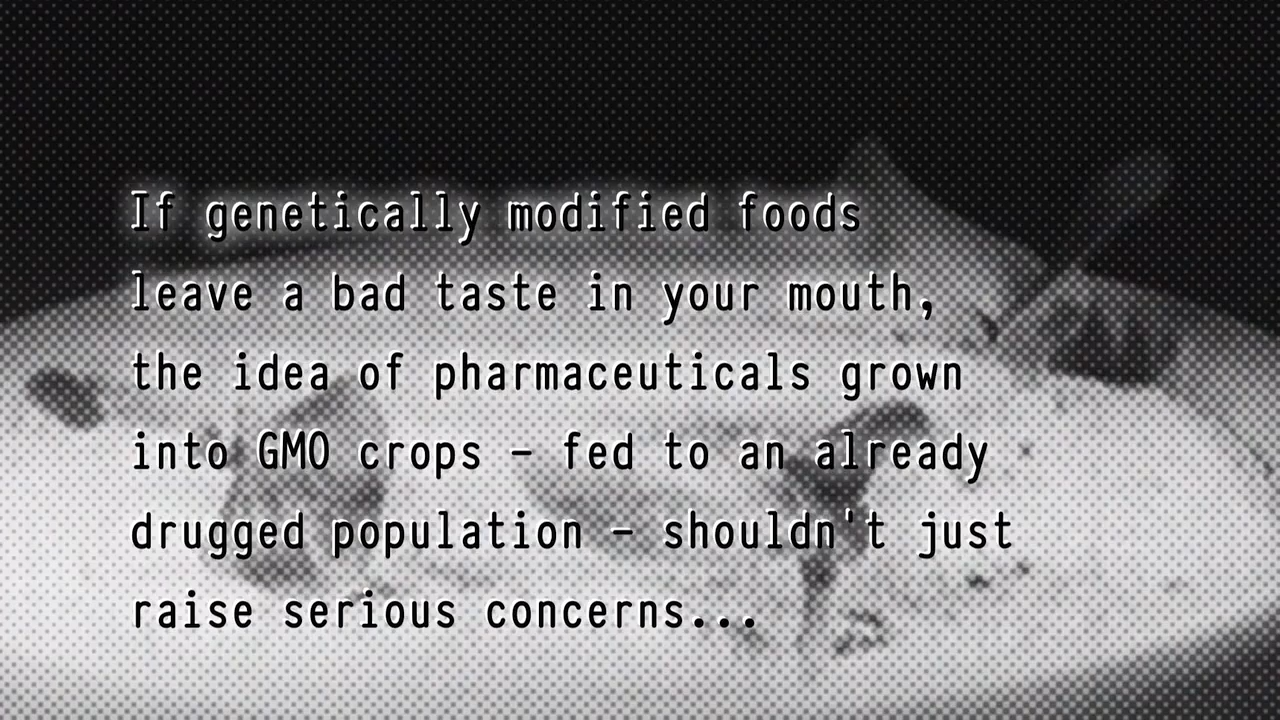 If genetically modified foods
leave a bad taste in your mouth,
the idea of pharmaceuticals grown
into GMO crops – fed to an already
drugged population – shouldn't just
raise serious concerns...